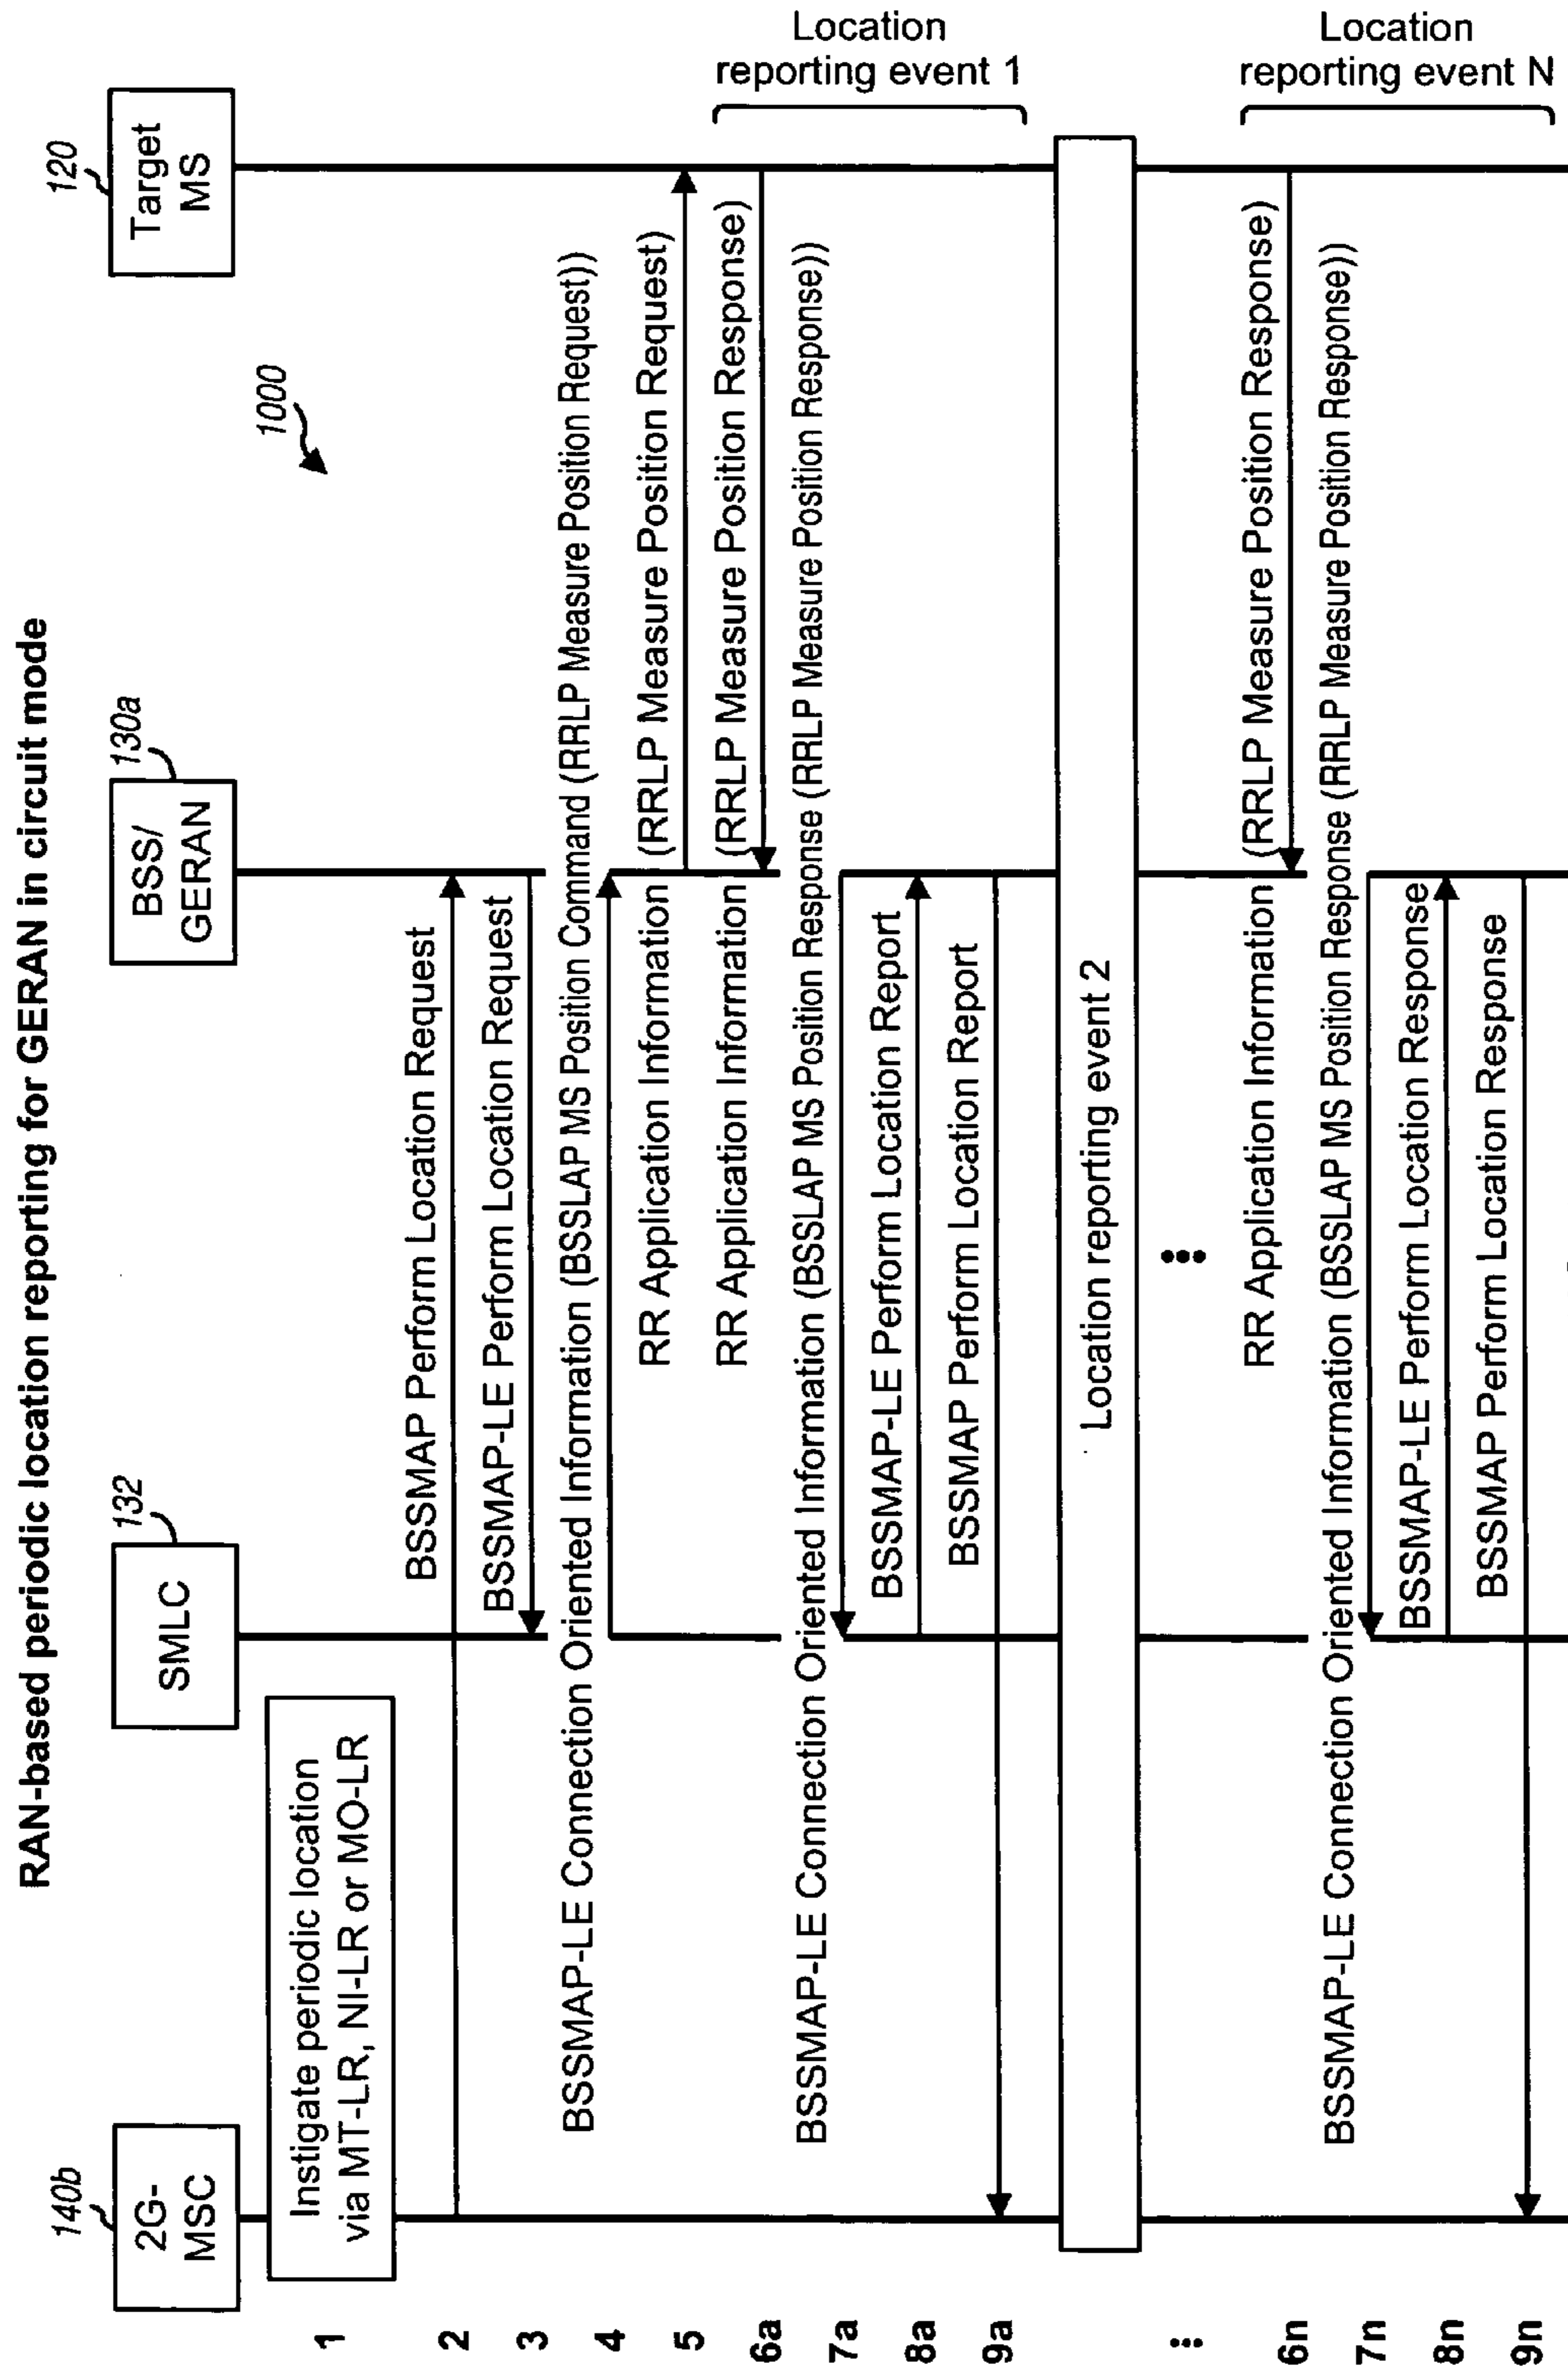 RAN-based periodic location reporting for GERAN in circuit mode
140b
2G-
MSC
132
SMLC
130a
BSS/
GERAN
120
Target
MS
1000
1
Instigate periodic location
via MT-LR, NI-LR or MO-LR
2
BSSMAP Perform Location Request
3
BSSMAP-LE Perform Location Request
4
BSSMAP-LE Connection Oriented Information (BSSLAP MS Position Command (RRLP Measure Position Request))
5
RR Application Information (RRLP Measure Position Request)
6a
RR Application Information (RRLP Measure Position Response)
7a
BSSMAP-LE Connection Oriented Information (BSSLAP MS Position Response (RRLP Measure Position Response))
8a
BSSMAP-LE Perform Location Report
9a
BSSMAP Perform Location Report
Location
reporting event 1
Location reporting event 2
6n
RR Application Information (RRLP Measure Position Response)
7n
BSSMAP-LE Connection Oriented Information (BSSLAP MS Position Response (RRLP Measure Position Response))
8n
BSSMAP-LE Perform Location Response
9n
BSSMAP Perform Location Response
Location
reporting event N